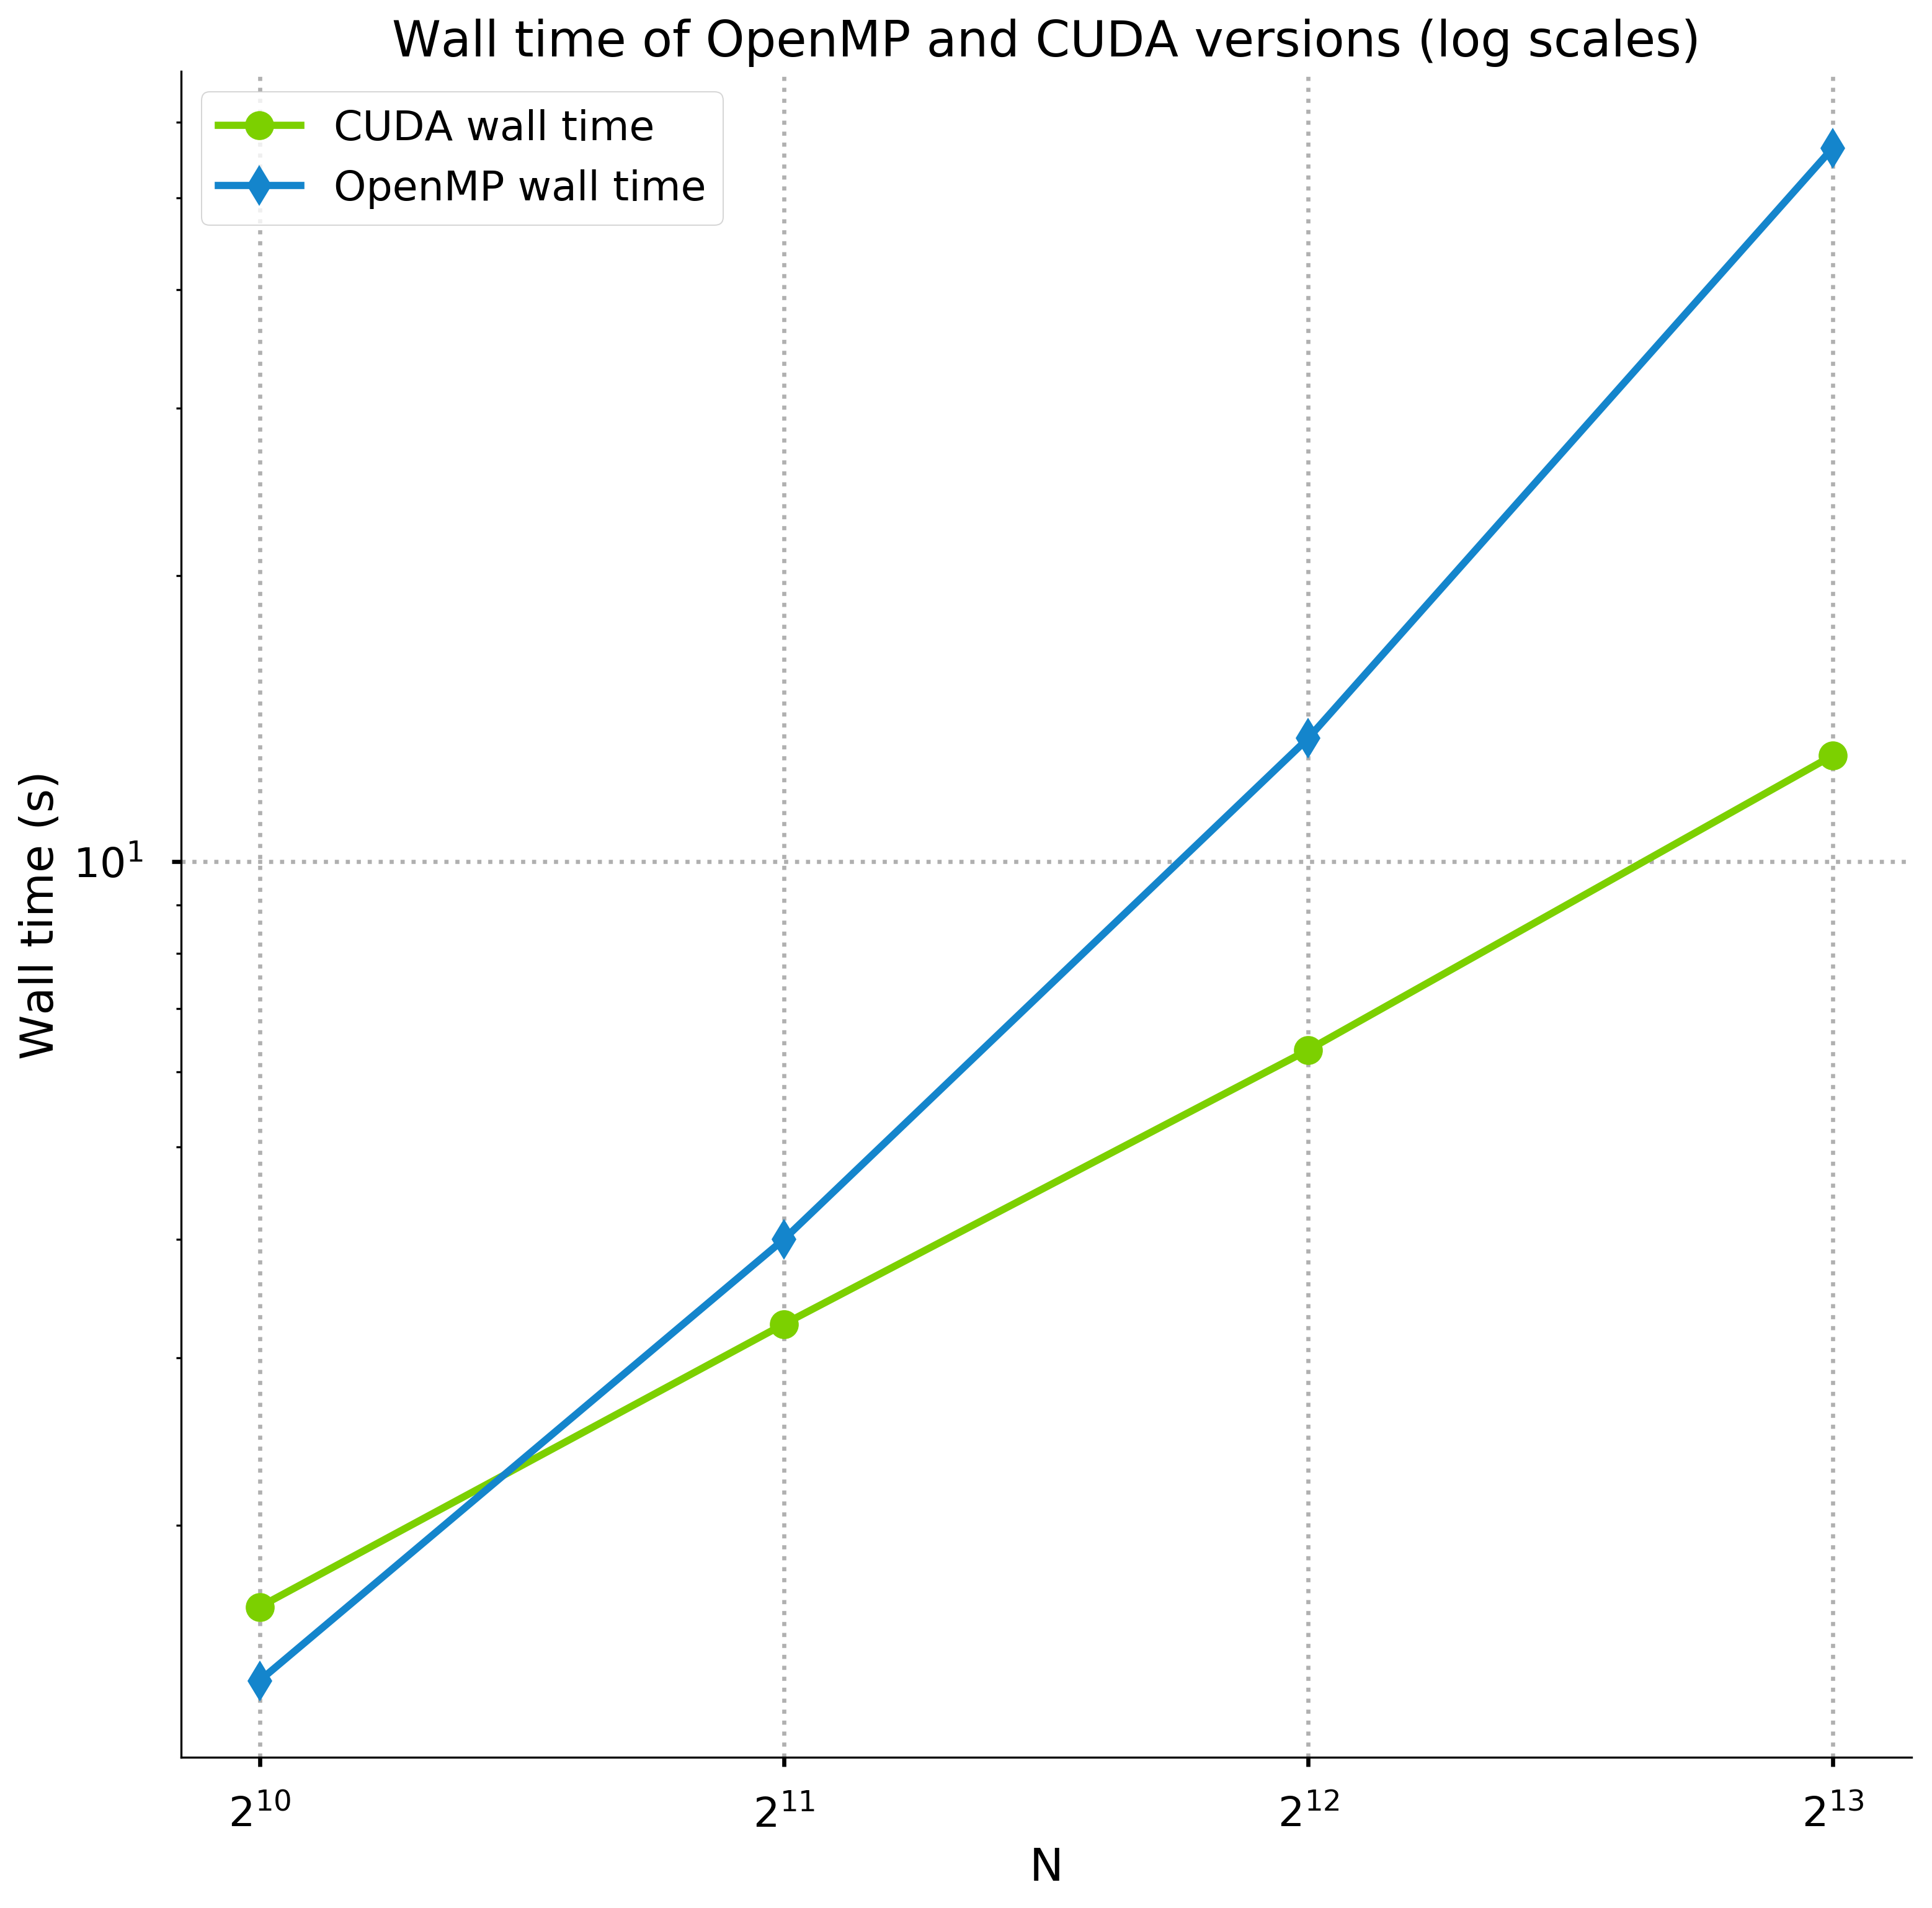 Wall time of OpenMP and CUDA versions (log scales)
CUDA wall time
OpenMP wall time
Wall time (s)
10¹
2¹⁰ 2¹¹ 2¹² 2¹³
N